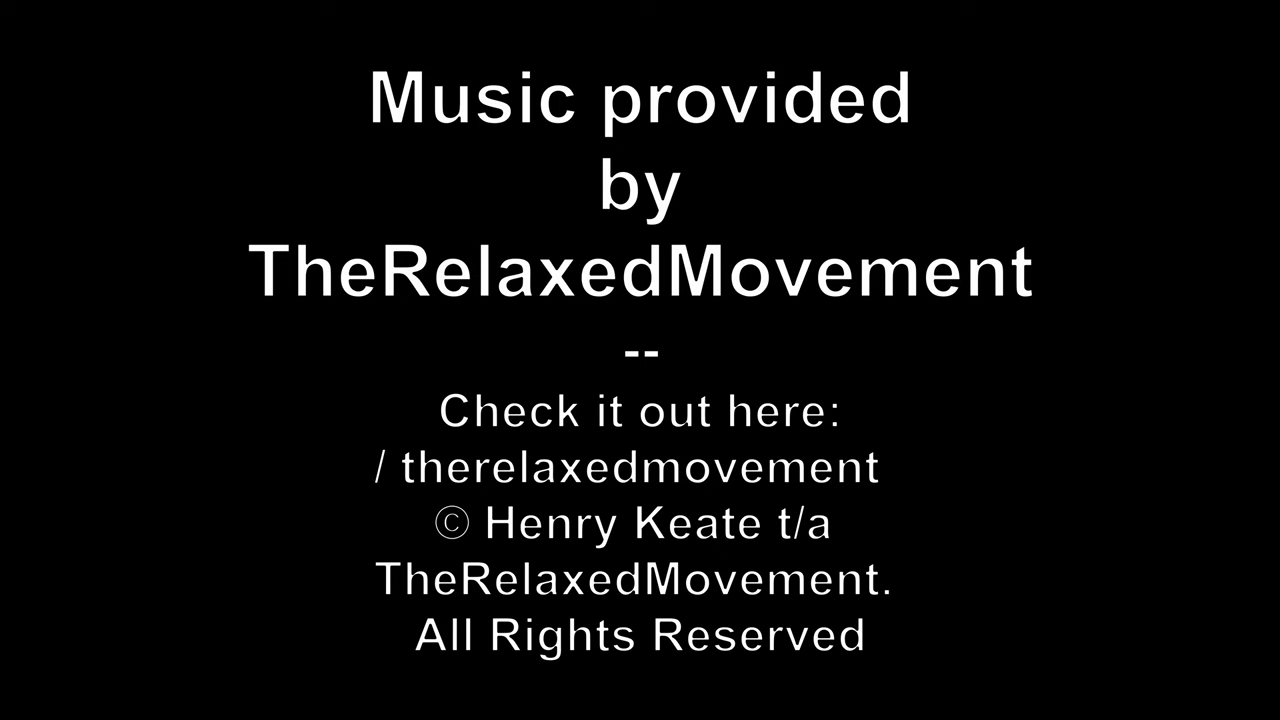 Music provided
by
TheRelaxedMovement
--
Check it out here:
/ therelaxedmovement
© Henry Keate t/a
TheRelaxedMovement.
All Rights Reserved